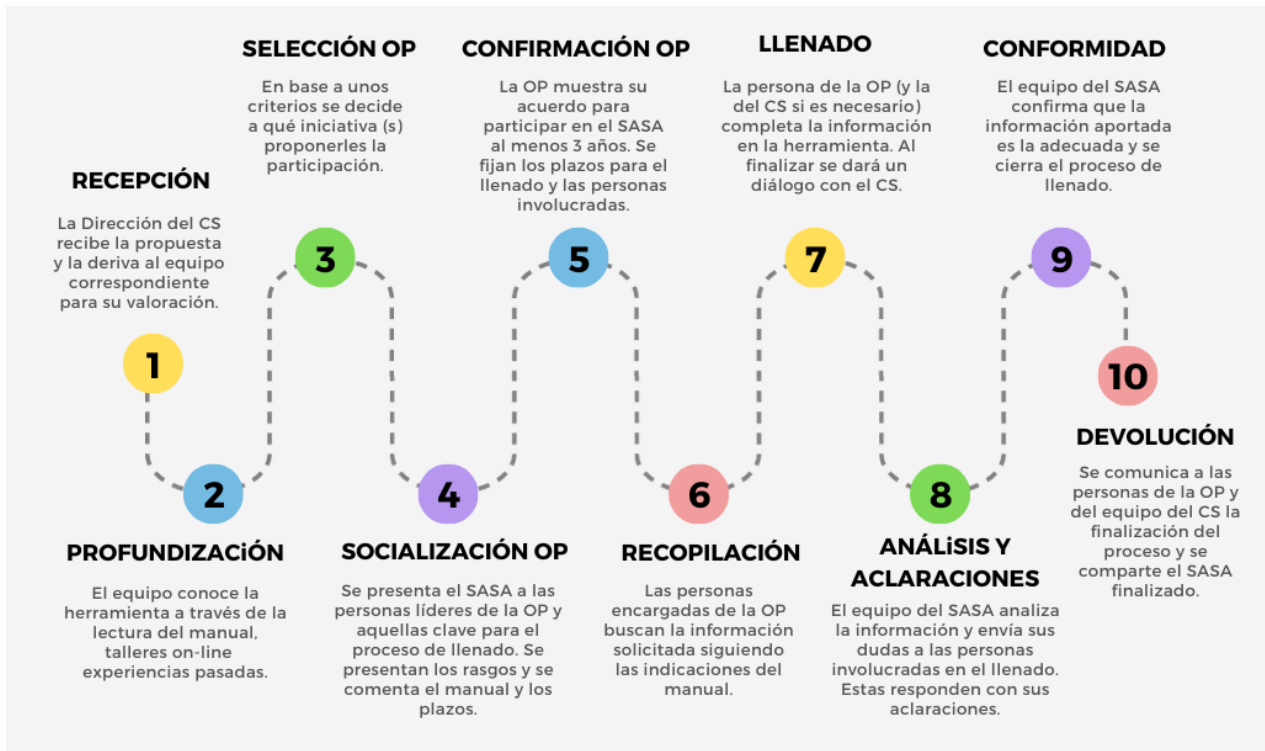 RECEPCIÓN
La Dirección del CS
recibe la propuesta
y la deriva al equipo
correspondiente
para su valoración.
1
2
PROFUNDIZACiÓN
El equipo conoce la
herramienta a través de la
lectura del manual,
talleres on-line
experiencias pasadas.
SELECCIÓN OP
En base a unos
criterios se decide
a qué iniciativa (s)
proponerles la
participación.
3
4
SOCIALIZACIÓN OP
Se presenta el SASA a las
personas líderes de la OP y
aquellas clave para el
proceso de llenado. Se
presentan los rasgos y se
comenta el manual y los
plazos.
CONFIRMACIÓN OP
La OP muestra su
acuerdo para
participar en el SASA
al menos 3 años. Se
fijan los plazos para el
llenado y las personas
involucradas.
5
6
RECOPILACIÓN
Las personas
encargadas de la OP
buscan la información
solicitada siguiendo
las indicaciones del
manual.
LLENADO
La persona de la OP (y la
del CS si es necesario)
completa la información
en la herramienta. Al
finalizar se dará un
diálogo con el CS.
7
8
ANÁLiSIS Y
ACLARACIONES
El equipo del SASA analiza
la información y envía sus
dudas a las personas
involucradas en el llenado.
Estas responden con sus
aclaraciones.
CONFORMIDAD
El equipo del SASA
confirma que la
información aportada
es la adecuada y se
cierra el proceso de
llenado.
9
10
DEVOLUCIÓN
Se comunica a las
personas de la OP y
del equipo del CS la
finalización del
proceso y se
comparte el SASA
finalizado.